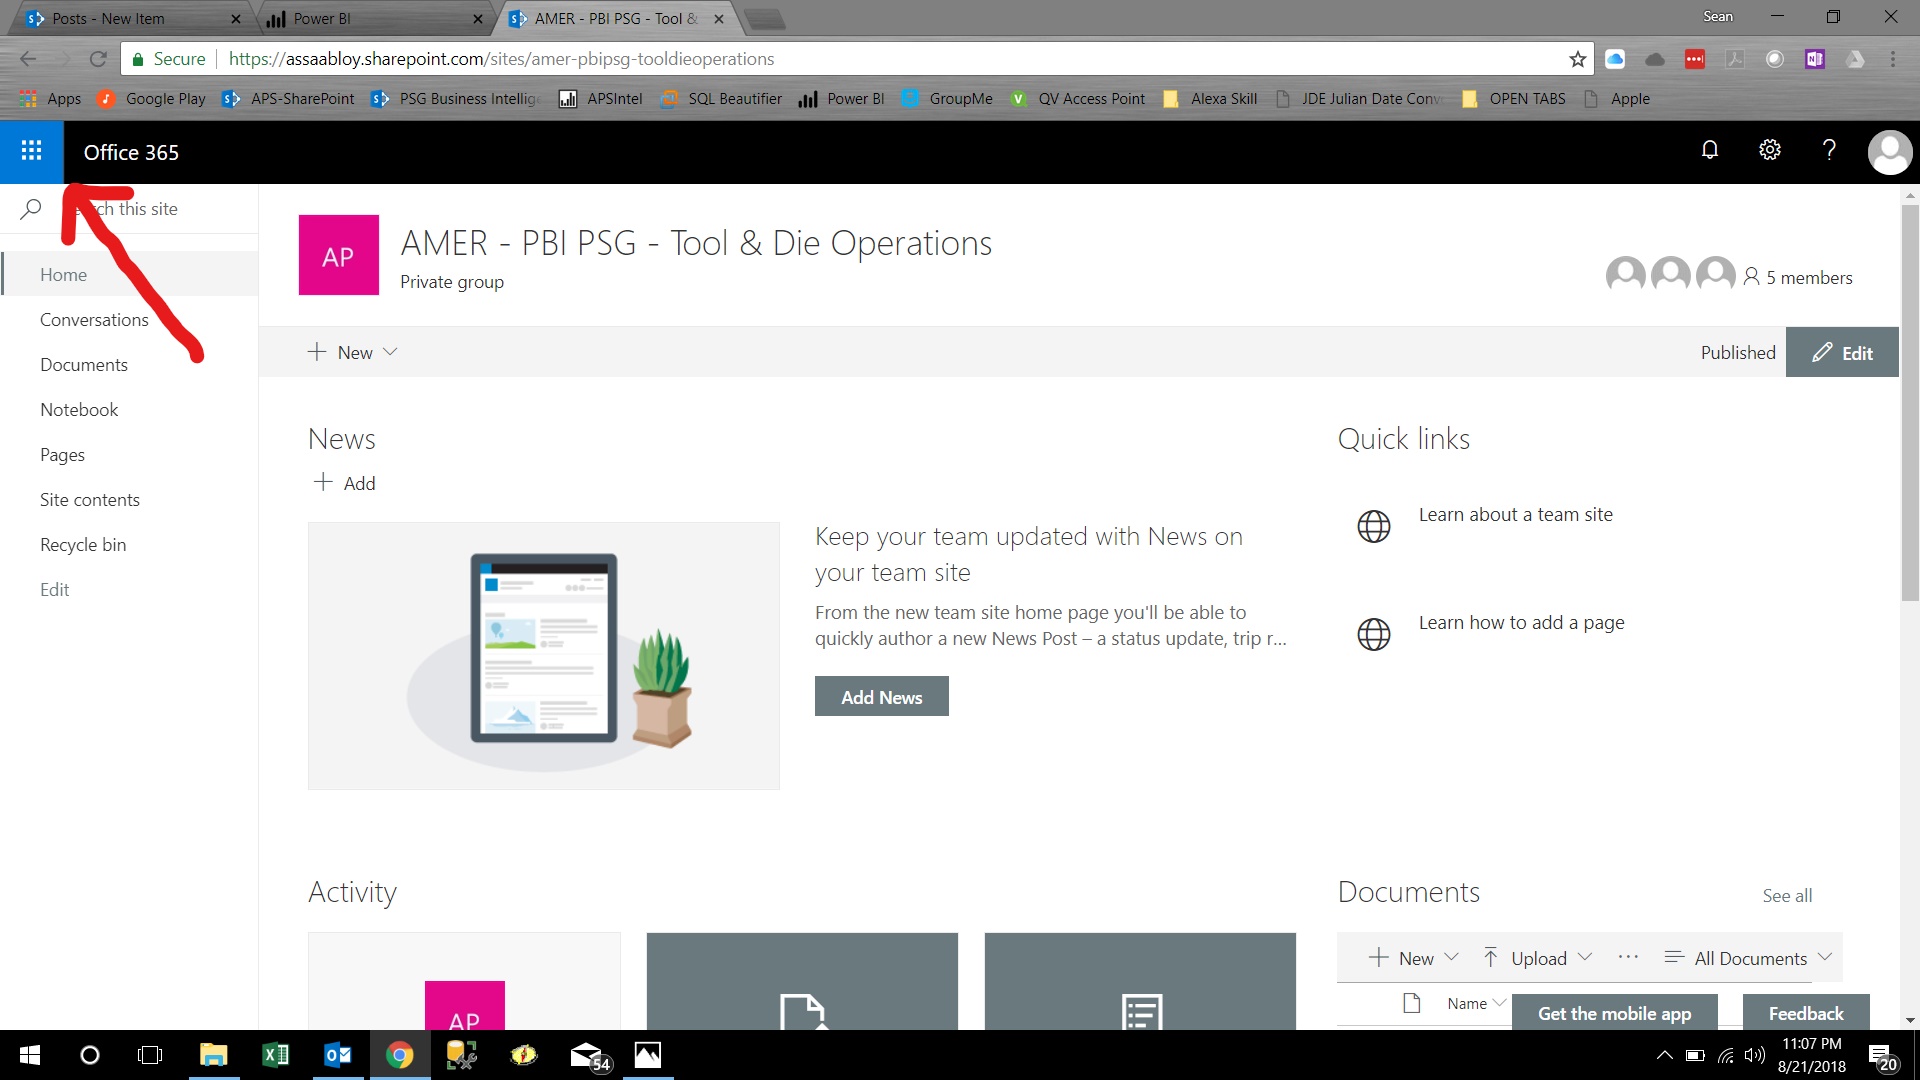 Posts - New Item
Power BI
AMER - PBI PSG - Tool &
Sean
Secure
https://assaabloy.sharepoint.com/sites/amer-pbipsg-tooldieoperations
Apps
Google Play
APS-SharePoint
PSG Business Intellig
APSIntel
SQL Beautifier
Power BI
GroupMe
QV Access Point
Alexa Skill
JDE Julian Date Conv
OPEN TABS
Apple
Office 365
?
this site
AP
AMER - PBI PSG - Tool & Die Operations
Private group
5 members
Home
Conversations
Documents
Notebook
Pages
Site contents
Recycle bin
Edit
+ New
Published
Edit
News
+ Add
Keep your team updated with News on
your team site
From the new team site home page you'll be able to
quickly author a new News Post – a status update, trip r...
Add News
Quick links
Learn about a team site
Learn how to add a page
Activity
AP
Documents
See all
+ New
Upload
...
All Documents
Name
Get the mobile app
Feedback
54
11:07 PM
8/21/2018
20